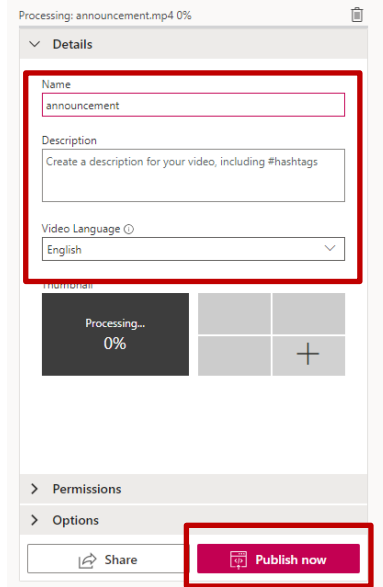 Processing: announcement.mp4 0%
Details
Name
announcement
Description
Create a description for your video, including #hashtags
Video Language
English
Thumbnail
Processing...
0%
Permissions
Options
Share
Publish now